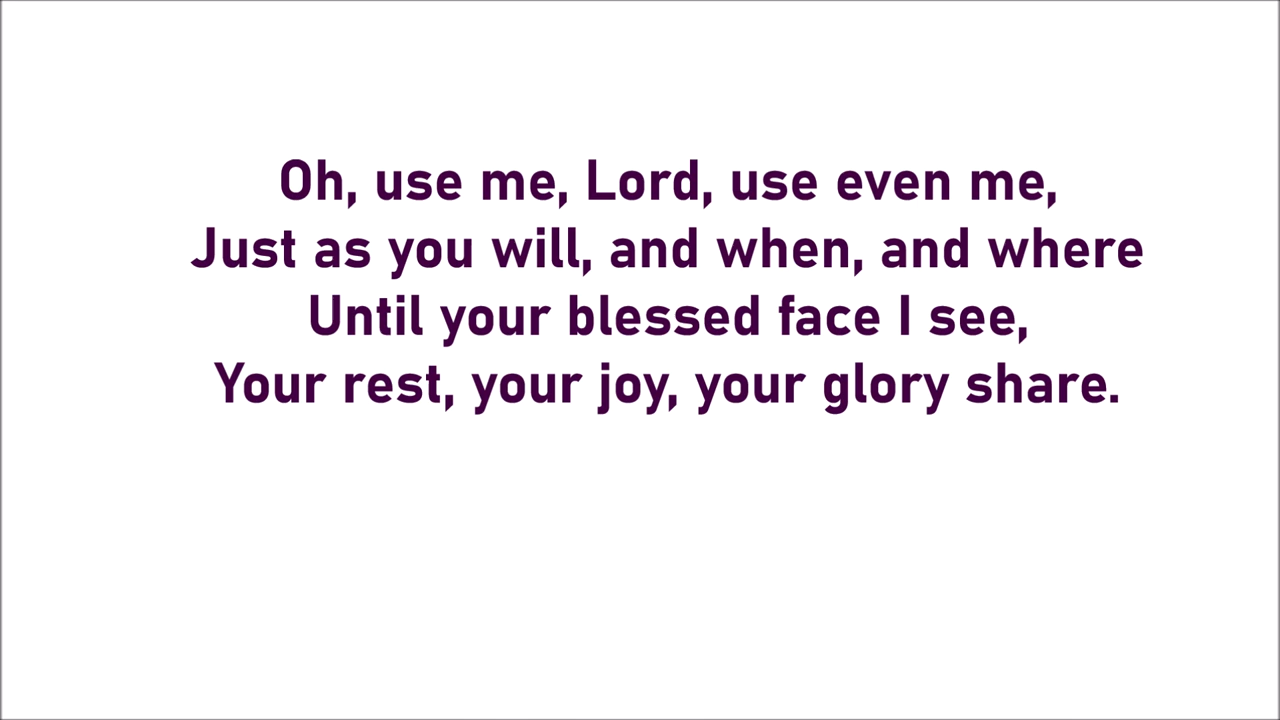 Oh, use me, Lord, use even me,
Just as you will, and when, and where
Until your blessed face I see,
Your rest, your joy, your glory share.